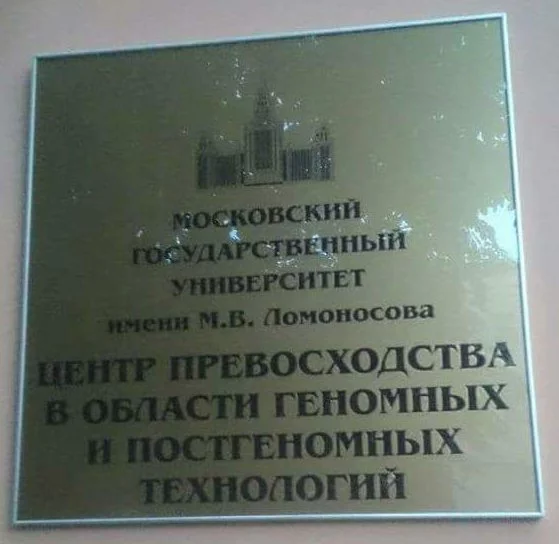 МОСКОВСКИЙ
ГОСУДАРСТВЕННЫЙ
УНИВЕРСИТЕТ
имени М.В. Ломоносова
ЦЕНТР ПРЕВОСХОДСТВА
В ОБЛАСТИ ГЕНОМНЫХ
И ПОСТГЕНОМНЫХ
ТЕХНОЛОГИЙ